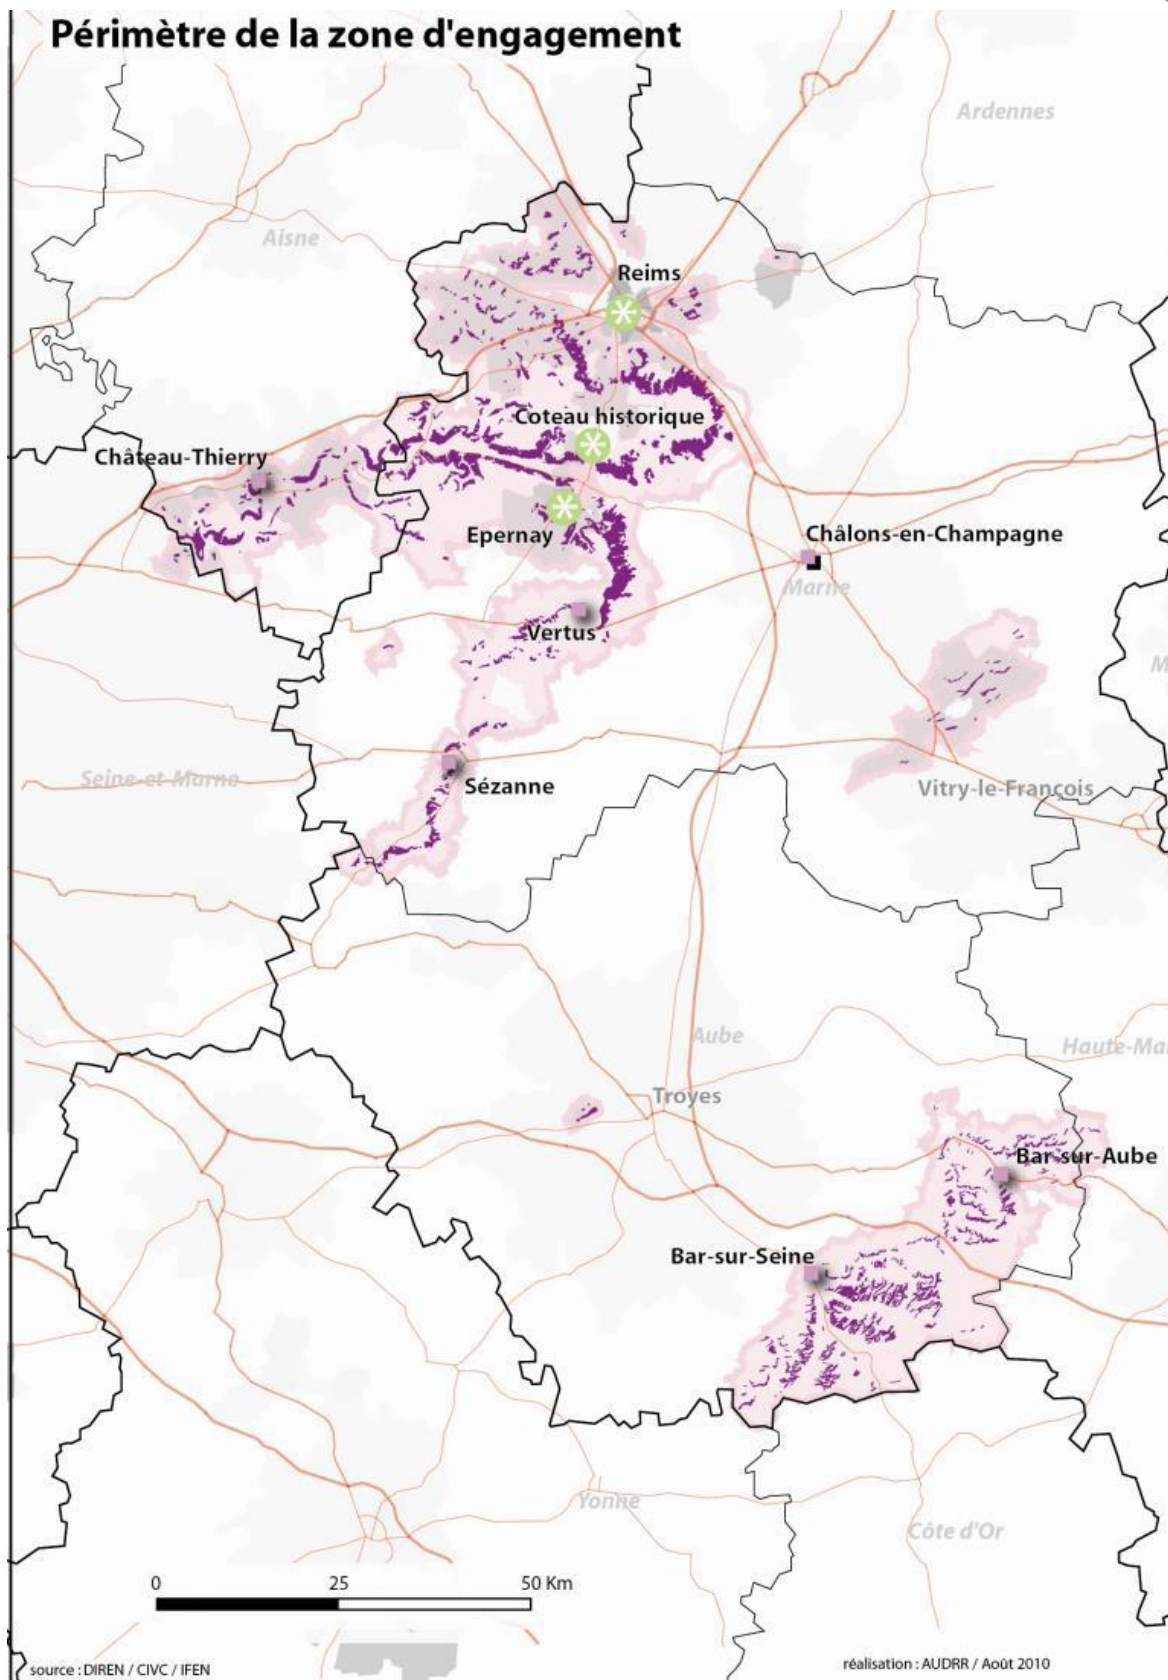 Périmètre de la zone d'engagement
Ardennes
Aisne
Reims
Coteau historique
Château-Thierry
Epernay
Châlons-en-Champagne
Marne
Vertus
M
Seine-et Marne
Sézanne
Vitry-le-François
Aube
Haute-Mar
Troyes
Bar-sur-Aube
Bar-sur-Seine
Yonne
Côte d'Or
0 25 50 Km
source : DIREN / CIVC / IFEN
réalisation : AUDRR / Août 2010